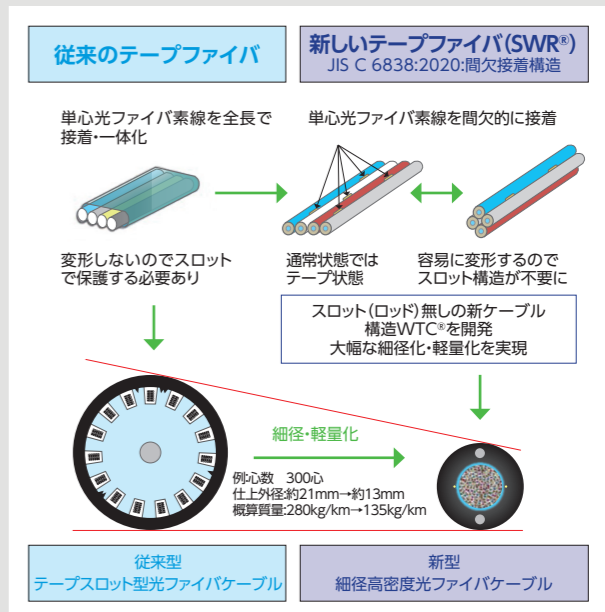 従来のテープファイバ
新しいテープファイバ(SWR®)
JIS C 6838:2020:間欠接着構造
単心光ファイバ素線を全長で
接着・一体化
単心光ファイバ素線を間欠的に接着
変形しないのでスロット
で保護する必要あり
通常状態では
テープ状態
容易に変形するので
スロット構造が不要に
スロット(ロッド)無しの新ケーブル
構造WTC®を開発
大幅な細径化・軽量化を実現
細径・軽量化
例:心数 300心
仕上外径:約21mm→約13mm
概算質量:280kg/km→135kg/km
従来型
テープスロット型光ファイバケーブル
新型
細径高密度光ファイバケーブル